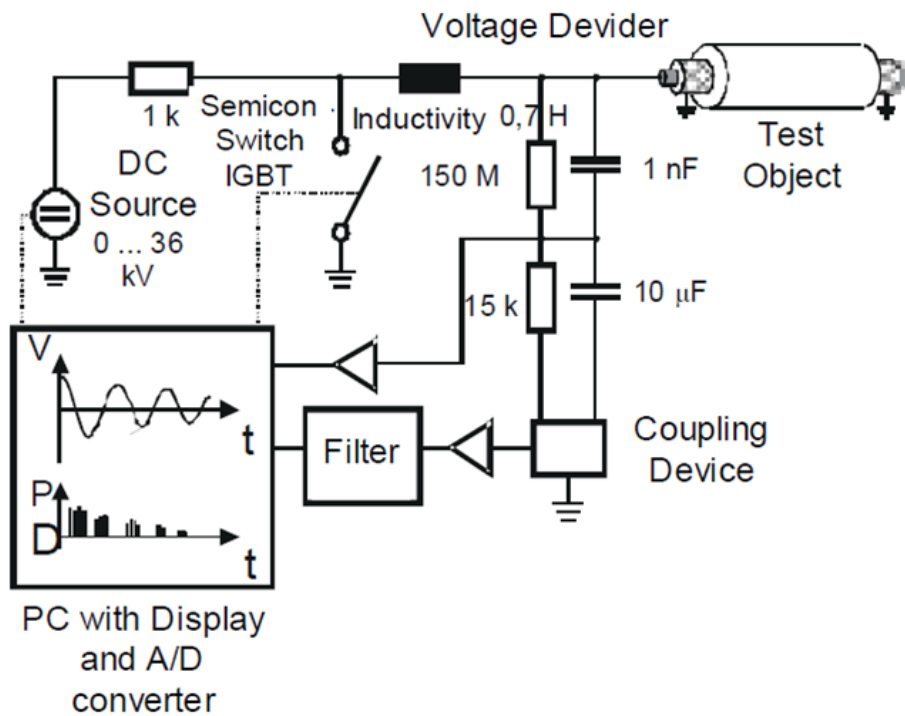 Voltage Devider
1 k
Semicon
Switch
IGBT
Inductivity
0,7 H
DC
Source
0 ... 36
kV
150 M
1 nF
Test
Object
15 k
10 μF
V
t
P
D
t
Filter
Coupling
Device
PC with Display
and A/D
converter